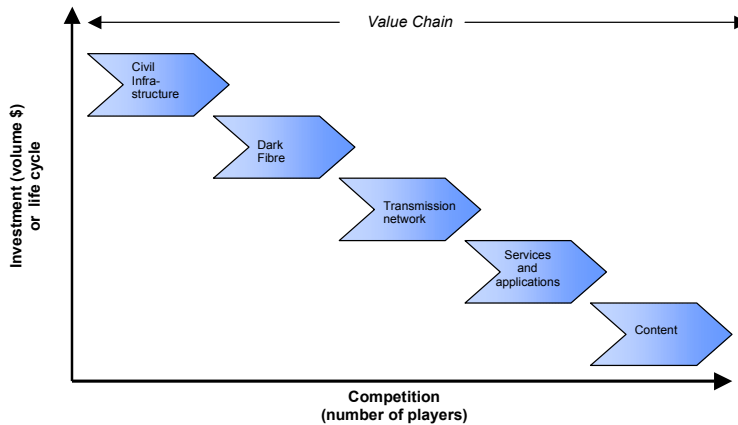 Value Chain
Investment (volume $)
or life cycle
Civil
Infra-
structure
Dark
Fibre
Transmission
network
Services
and
applications
Content
Competition
(number of players)